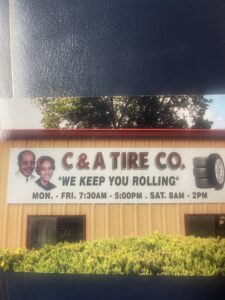 C & A TIRE CO.
"WE KEEP YOU ROLLING"
MON. - FRI. 7:30AM - 5:00PM . SAT. 8AM - 2PM